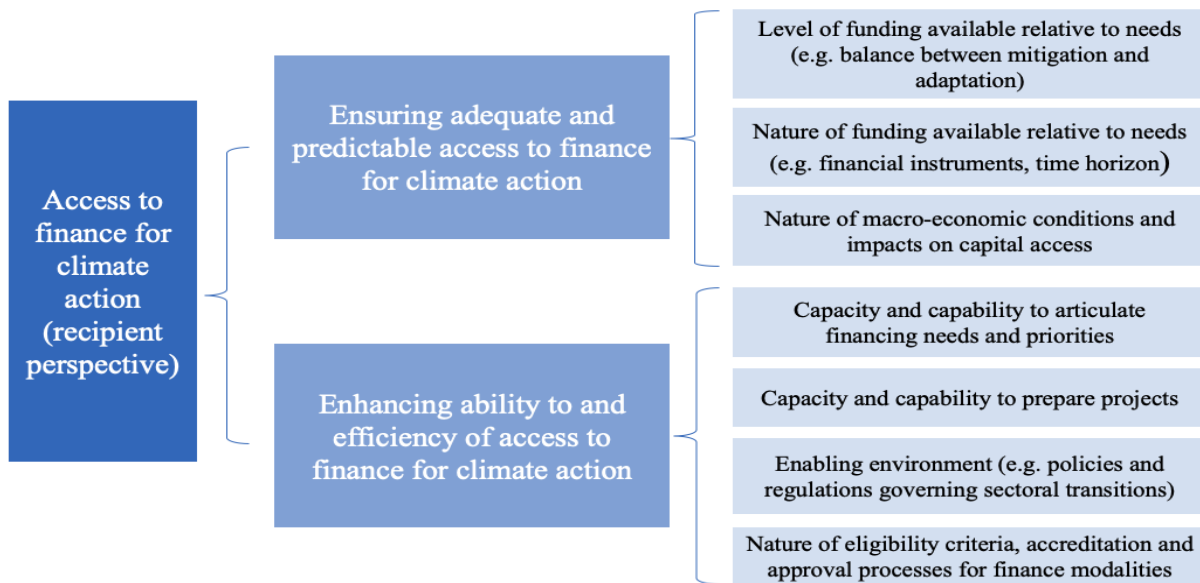 Access to
finance for
climate
action
(recipient
perspective)
Ensuring adequate and
predictable access to finance
for climate action
Level of funding available relative to needs
(e.g. balance between mitigation and
adaptation)
Nature of funding available relative to needs
(e.g. financial instruments, time horizon)
Nature of macro-economic conditions and
impacts on capital access
Enhancing ability to and
efficiency of access to
finance for climate action
Capacity and capability to articulate
financing needs and priorities
Capacity and capability to prepare projects
Enabling environment (e.g. policies and
regulations governing sectoral transitions)
Nature of eligibility criteria, accreditation and
approval processes for finance modalities